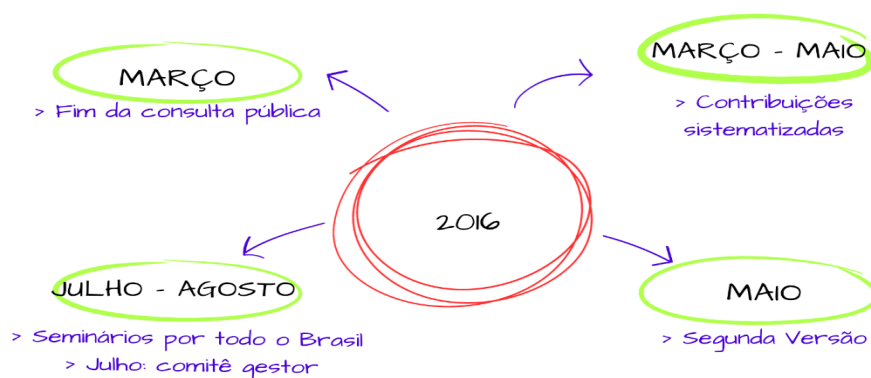 MARÇO
> Fim da consulta pública
MARÇO - MAIO
> Contribuições
sistematizadas
2016
JULHO - AGOSTO
> Seminários por todo o Brasil
> Julho: comitê gestor
MAIO
> Segunda Versão